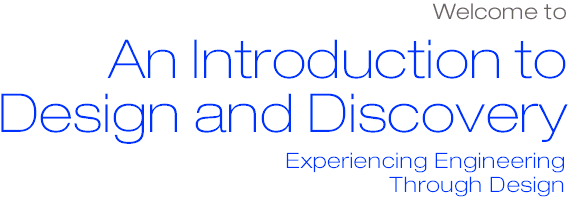 Welcome to
An Introduction to
Design and Discovery
Experiencing Engineering
Through Design